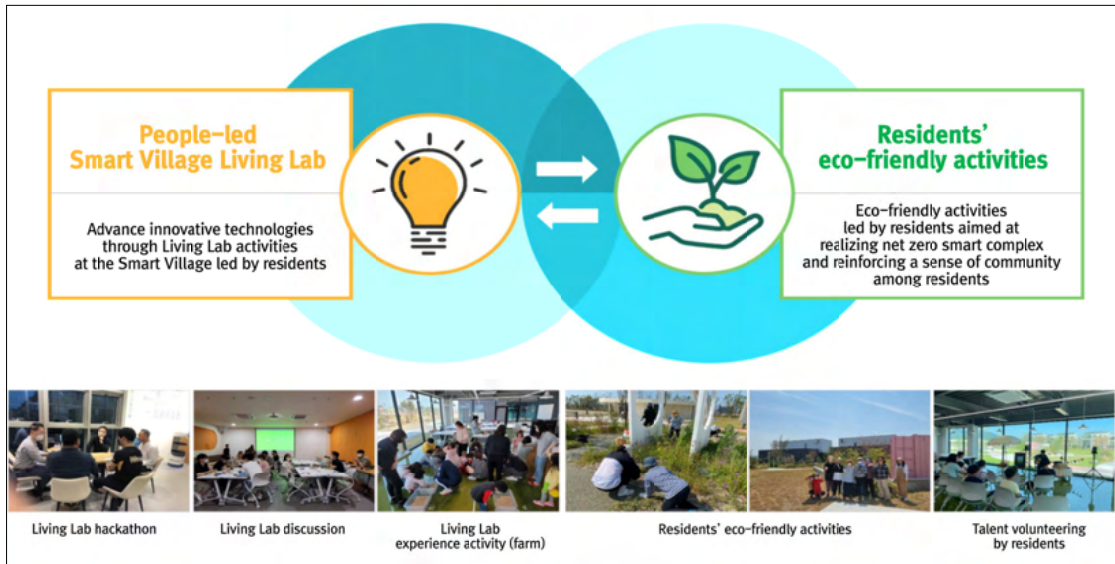 People-led
Smart Village Living Lab
Advance innovative technologies
through Living Lab activities
at the Smart Village led by residents
Residents'
eco-friendly activities
Eco-friendly activities
led by residents aimed at
realizing net zero smart complex
and reinforcing a sense of community
among residents
Living Lab hackathon
Living Lab discussion
Living Lab
experience activity (farm)
Residents' eco-friendly activities
Talent volunteering
by residents